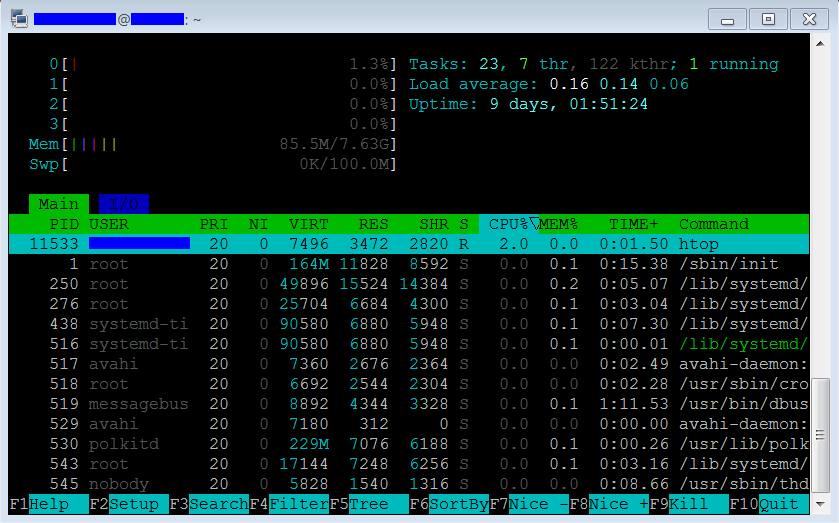 @ : ~
0[| 1.3%] Tasks: 23, 7 thr, 122 kthr; 1 running
1[ 0.0%] Load average: 0.16 0.14 0.06
2[ 0.0%] Uptime: 9 days, 01:51:24
3[ 0.0%]
Mem[||||| 85.5M/7.63G]
Swp[ 0K/100.0M]
Main I/O
PID USER PRI NI VIRT RES SHR S CPU%▽MEM% TIME+ Command
11533 20 0 7496 3472 2820 R 2.0 0.0 0:01.50 htop
1 root 20 0 164M 11828 8592 S 0.0 0.1 0:15.38 /sbin/init
250 root 20 0 49896 15524 14384 S 0.0 0.2 0:05.07 /lib/systemd/
276 root 20 0 25704 6684 4300 S 0.0 0.1 0:03.04 /lib/systemd/
438 systemd-ti 20 0 90580 6880 5948 S 0.0 0.1 0:07.30 /lib/systemd/
516 systemd-ti 20 0 90580 6880 5948 S 0.0 0.1 0:00.01 /lib/systemd/
517 avahi 20 0 7360 2676 2364 S 0.0 0.0 0:02.49 avahi-daemon:
518 root 20 0 6692 2544 2304 S 0.0 0.0 0:02.28 /usr/sbin/cro
519 messagebus 20 0 8892 4344 3328 S 0.0 0.1 1:11.53 /usr/bin/dbus
529 avahi 20 0 7180 312 0 S 0.0 0.0 0:00.00 avahi-daemon:
530 polkitd 20 0 229M 7076 6188 S 0.0 0.1 0:00.26 /usr/lib/polk
543 root 20 0 17144 7248 6256 S 0.0 0.1 0:03.16 /lib/systemd/
545 nobody 20 0 5828 1540 1316 S 0.0 0.0 0:08.66 /usr/sbin/thd
F1Help F2Setup F3SearchF4FilterF5Tree F6SortByF7Nice -F8Nice +F9Kill F10Quit